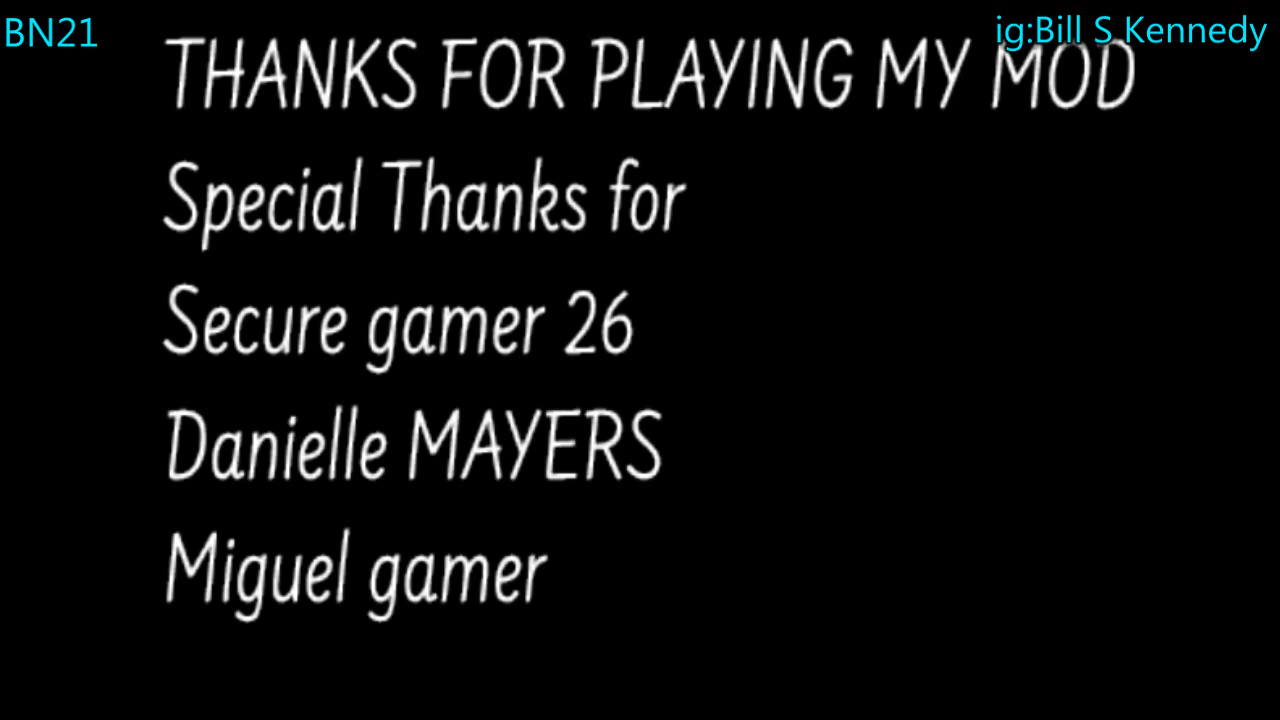 BN21
ig:Bill S Kennedy
THANKS FOR PLAYING MY MOD
Special Thanks for
Secure gamer 26
Danielle MAYERS
Miguel gamer